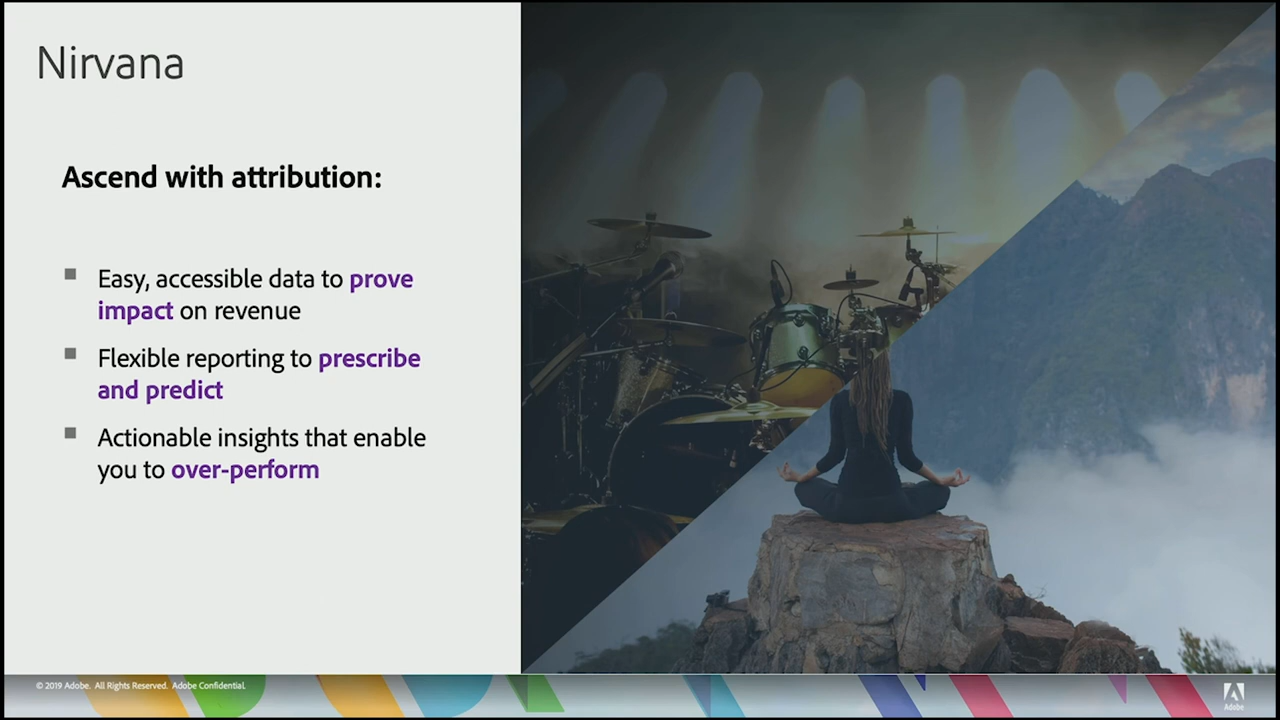 Nirvana
Ascend with attribution:
Easy, accessible data to prove
impact on revenue
Flexible reporting to prescribe
and predict
Actionable insights that enable
you to over-perform
© 2019 Adobe. All Rights Reserved. Adobe Confidential.
Adobe